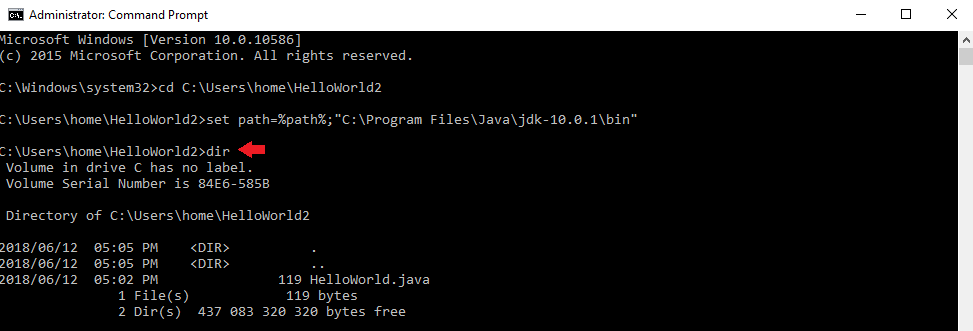 Administrator: Command Prompt
Microsoft Windows [Version 10.0.10586]
(c) 2015 Microsoft Corporation. All rights reserved.
C:\Windows\system32>cd C:\Users\home\HelloWorld2
C:\Users\home\HelloWorld2>set path=%path%;"C:\Program Files\Java\jdk-10.0.1\bin"
C:\Users\home\HelloWorld2>dir
Volume in drive C has no label.
Volume Serial Number is 84E6-585B
Directory of C:\Users\home\HelloWorld2
2018/06/12  05:05 PM    <DIR>          .
2018/06/12  05:05 PM    <DIR>          ..
2018/06/12  05:02 PM               119 HelloWorld.java
1 File(s)            119 bytes
2 Dir(s)  437 083 320 320 bytes free